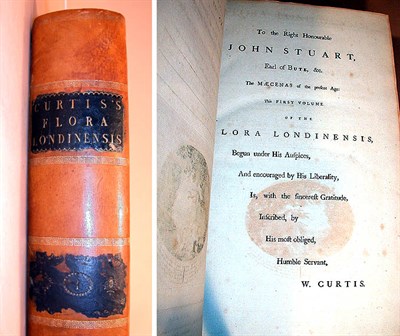 CURTIS'S
FLORA
LONDINENSIS
1
To the Right Honourable
JOHN STUART,
Earl of BUTE, &c.
The MÆCENAS of the present Age:
This FIRST VOLUME
OF THE
LORA LONDINENSIS,
Begun under His Auspices,
And encouraged by His Liberality,
Is, with the sincerest Gratitude,
Inscribed, by
His most obliged,
Humble Servant,
W. CURTIS.